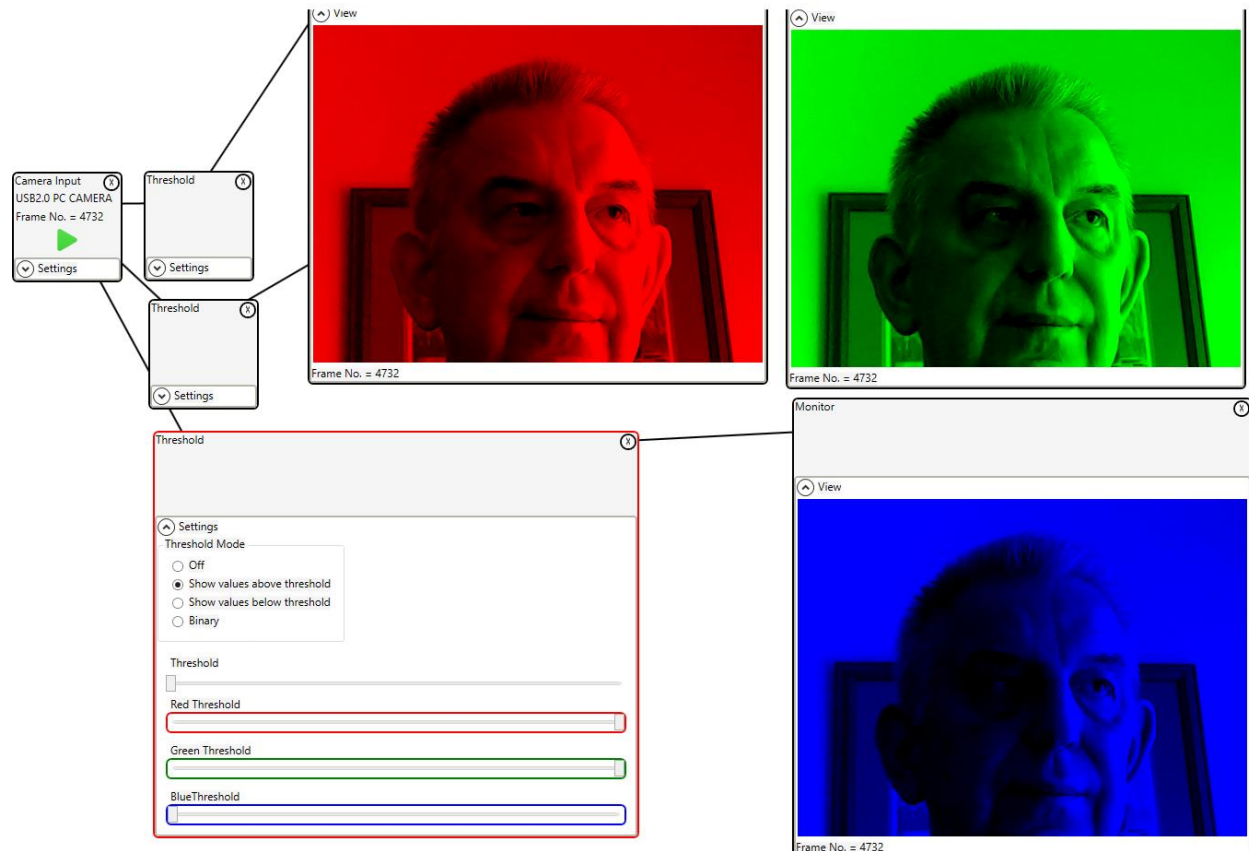 View
Frame No. = 4732
View
Frame No. = 4732
Camera Input X
USB2.0 PC CAMERA
Frame No. = 4732
Settings
Threshold X
Settings
Threshold X
Settings
Threshold X
Settings
Threshold Mode
Off
Show values above threshold
Show values below threshold
Binary
Threshold
Red Threshold
Green Threshold
BlueThreshold
Monitor X
View
Frame No. = 4732